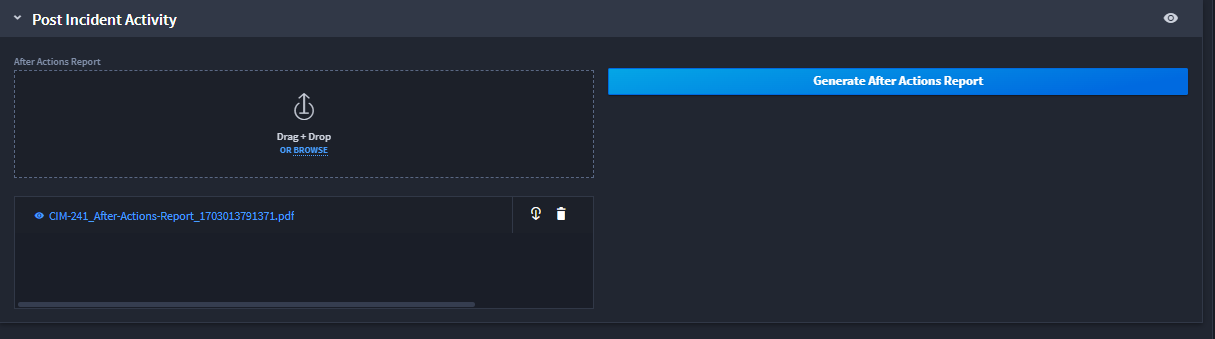 Post Incident Activity
After Actions Report
Generate After Actions Report
Drag + Drop
OR BROWSE
CIM-241_After-Actions-Report_1703013791371.pdf